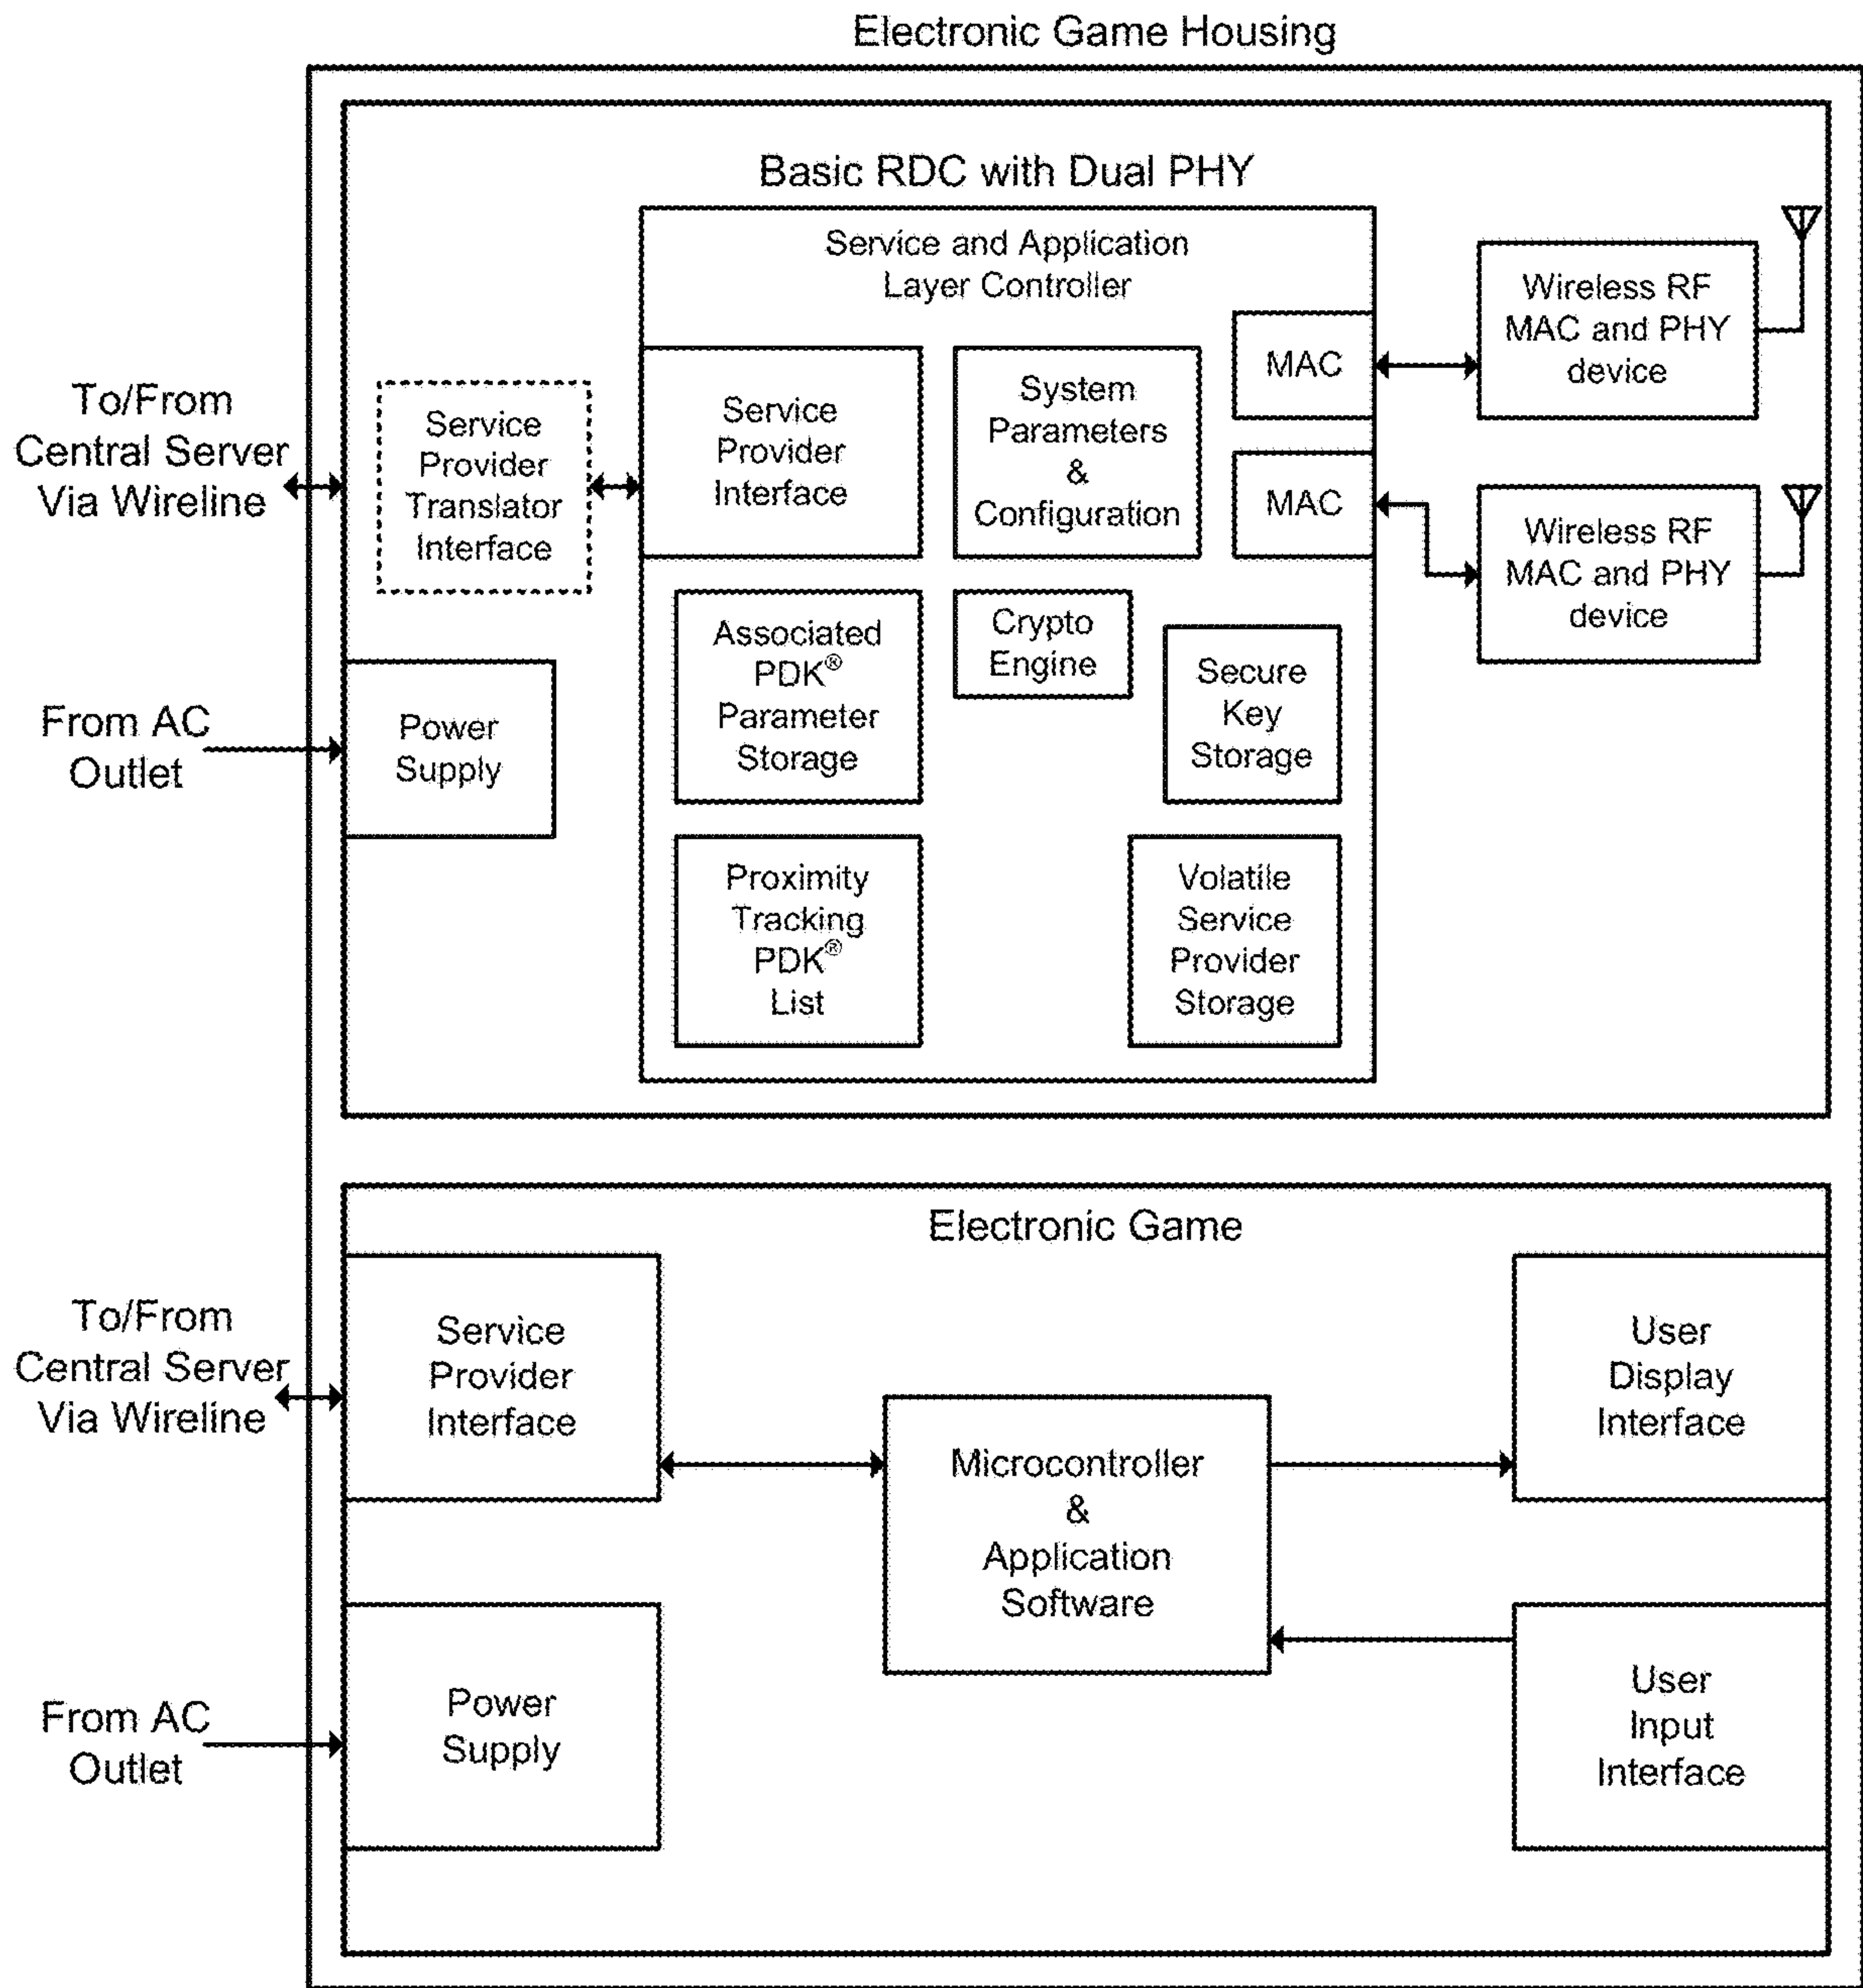 Electronic Game Housing
Basic RDC with Dual PHY
Service and Application
Layer Controller
To/From
Central Server
Via Wireline
Service
Provider
Translator
Interface
Service
Provider
Interface
System
Parameters
&
Configuration
MAC
MAC
Wireless RF
MAC and PHY
device
Wireless RF
MAC and PHY
device
From AC
Outlet
Power
Supply
Associated
PDK®
Parameter
Storage
Crypto
Engine
Secure
Key
Storage
Proximity
Tracking
PDK®
List
Volatile
Service
Provider
Storage
Electronic Game
To/From
Central Server
Via Wireline
Service
Provider
Interface
Microcontroller
&
Application
Software
User
Display
Interface
From AC
Outlet
Power
Supply
User
Input
Interface